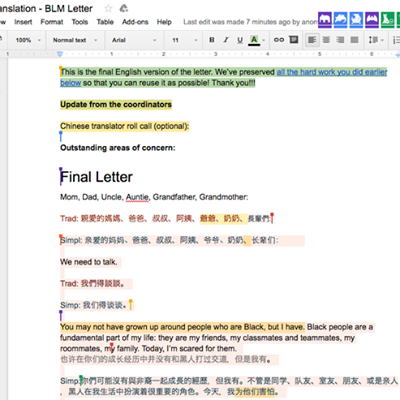 anslation - BLM Letter
Insert Format Tools Table Add-ons Help Last edit was made 7 minutes ago by anon
100% Normal text Arial 11 B I U A
1 2 3 4 5 6
This is the final English version of the letter. We've preserved all the hard work you did earlier
below so that you can reuse it as possible! Thank you!!!
Update from the coordinators
Chinese translator roll call (optional):
Outstanding areas of concern:
Final Letter
Mom, Dad, Uncle, Auntie, Grandfather, Grandmother:
Trad: 親愛的媽媽、爸爸、叔叔、阿姨、爺爺、奶奶、長輩們:
Simpl: 亲爱的妈妈、爸爸、叔叔、阿姨、爷爷、奶奶、长辈们:
We need to talk.
Trad: 我們得談談。
Simp: 我们得谈谈。
You may not have grown up around people who are Black, but I have. Black people are a
fundamental part of my life: they are my friends, my classmates and teammates, my
roommates, my family. Today, I'm scared for them.
也许在你们的成长经历中并没有和黑人打过交道，但是我有。
Simp: 你們可能沒有與非裔一起成長的經歷，但我有。不管是同学、队友、室友、朋友、或是亲人
，黑人在我生活中扮演着很重要的角色。今天，我为他们害怕。